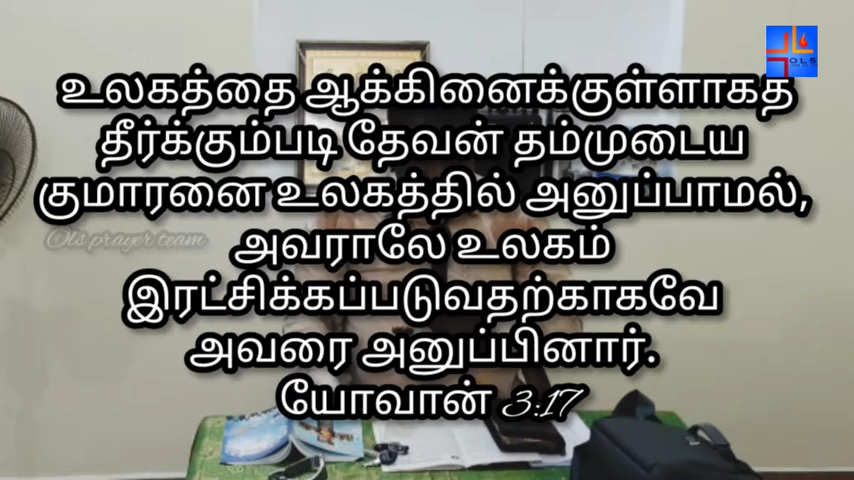 OLS
உலகத்தை ஆக்கினைக்குள்ளாகத்
தீர்க்கும்படி தேவன் தம்முடைய
குமாரனை உலகத்தில் அனுப்பாமல்,
Ols prayer team
அவராலே உலகம்
இரட்சிக்கப்படுவதற்காகவே
அவரை அனுப்பினார்.
யோவான் 3:17